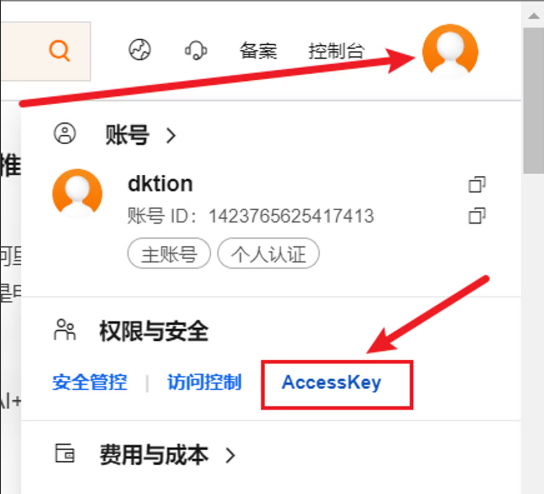 备案 控制台
推
账号 >
dktion
账号 ID：1423765625417413
主账号 个人认证
是
权限与安全
安全管控 | 访问控制 AccessKey
AI+
费用与成本 >